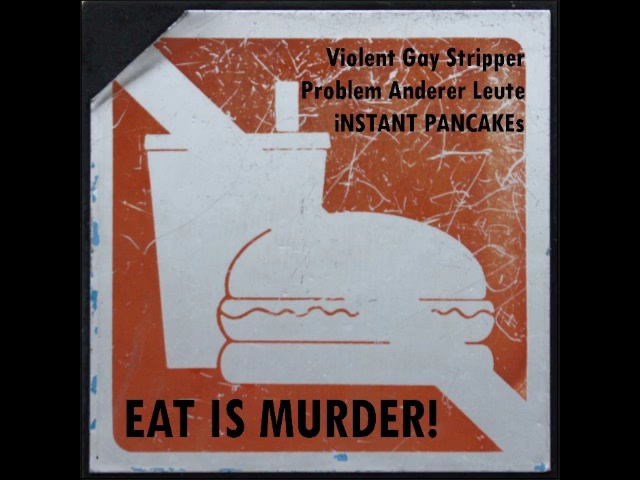 Violent Gay Stripper
Problem Anderer Leute
iNSTANT PANCAKEs
EAT IS MURDER!